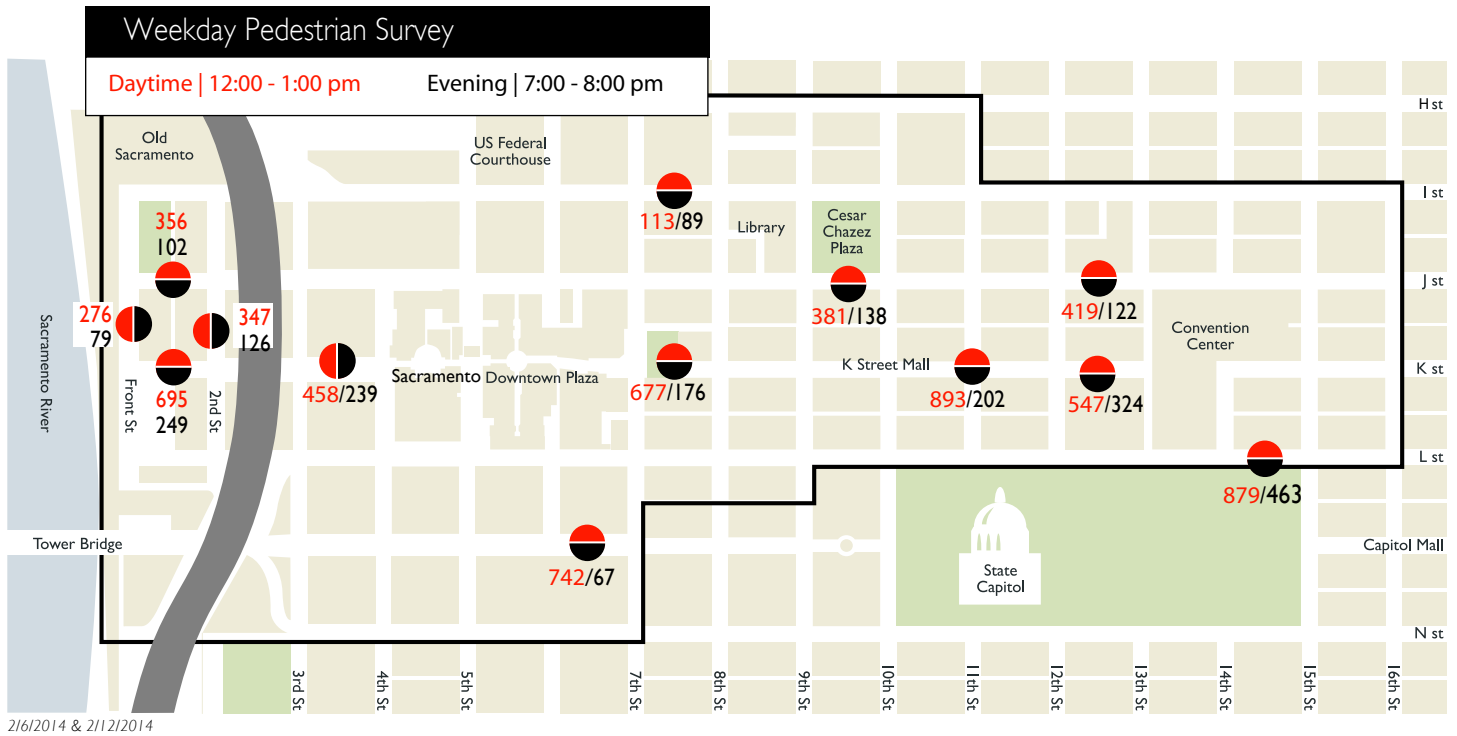 Weekday Pedestrian Survey
Daytime | 12:00 - 1:00 pm
Evening | 7:00 - 8:00 pm
H st
Old
Sacramento
US Federal
Courthouse
I st
356
102
113/89
Library
Cesar
Chazez
Plaza
J st
276
79
347
126
381/138
419/122
Convention
Center
Sacramento River
Front St
695
249
2nd St
458/239
Sacramento Downtown Plaza
677/176
K Street Mall
893/202
547/324
K st
L st
879/463
Tower Bridge
742/67
State
Capitol
Capitol Mall
N st
3rd St
4th St
5th St
7th St
8th St
9th St
10th St
11th St
12th St
13th St
14th St
15th St
16th St
2/6/2014 & 2/12/2014